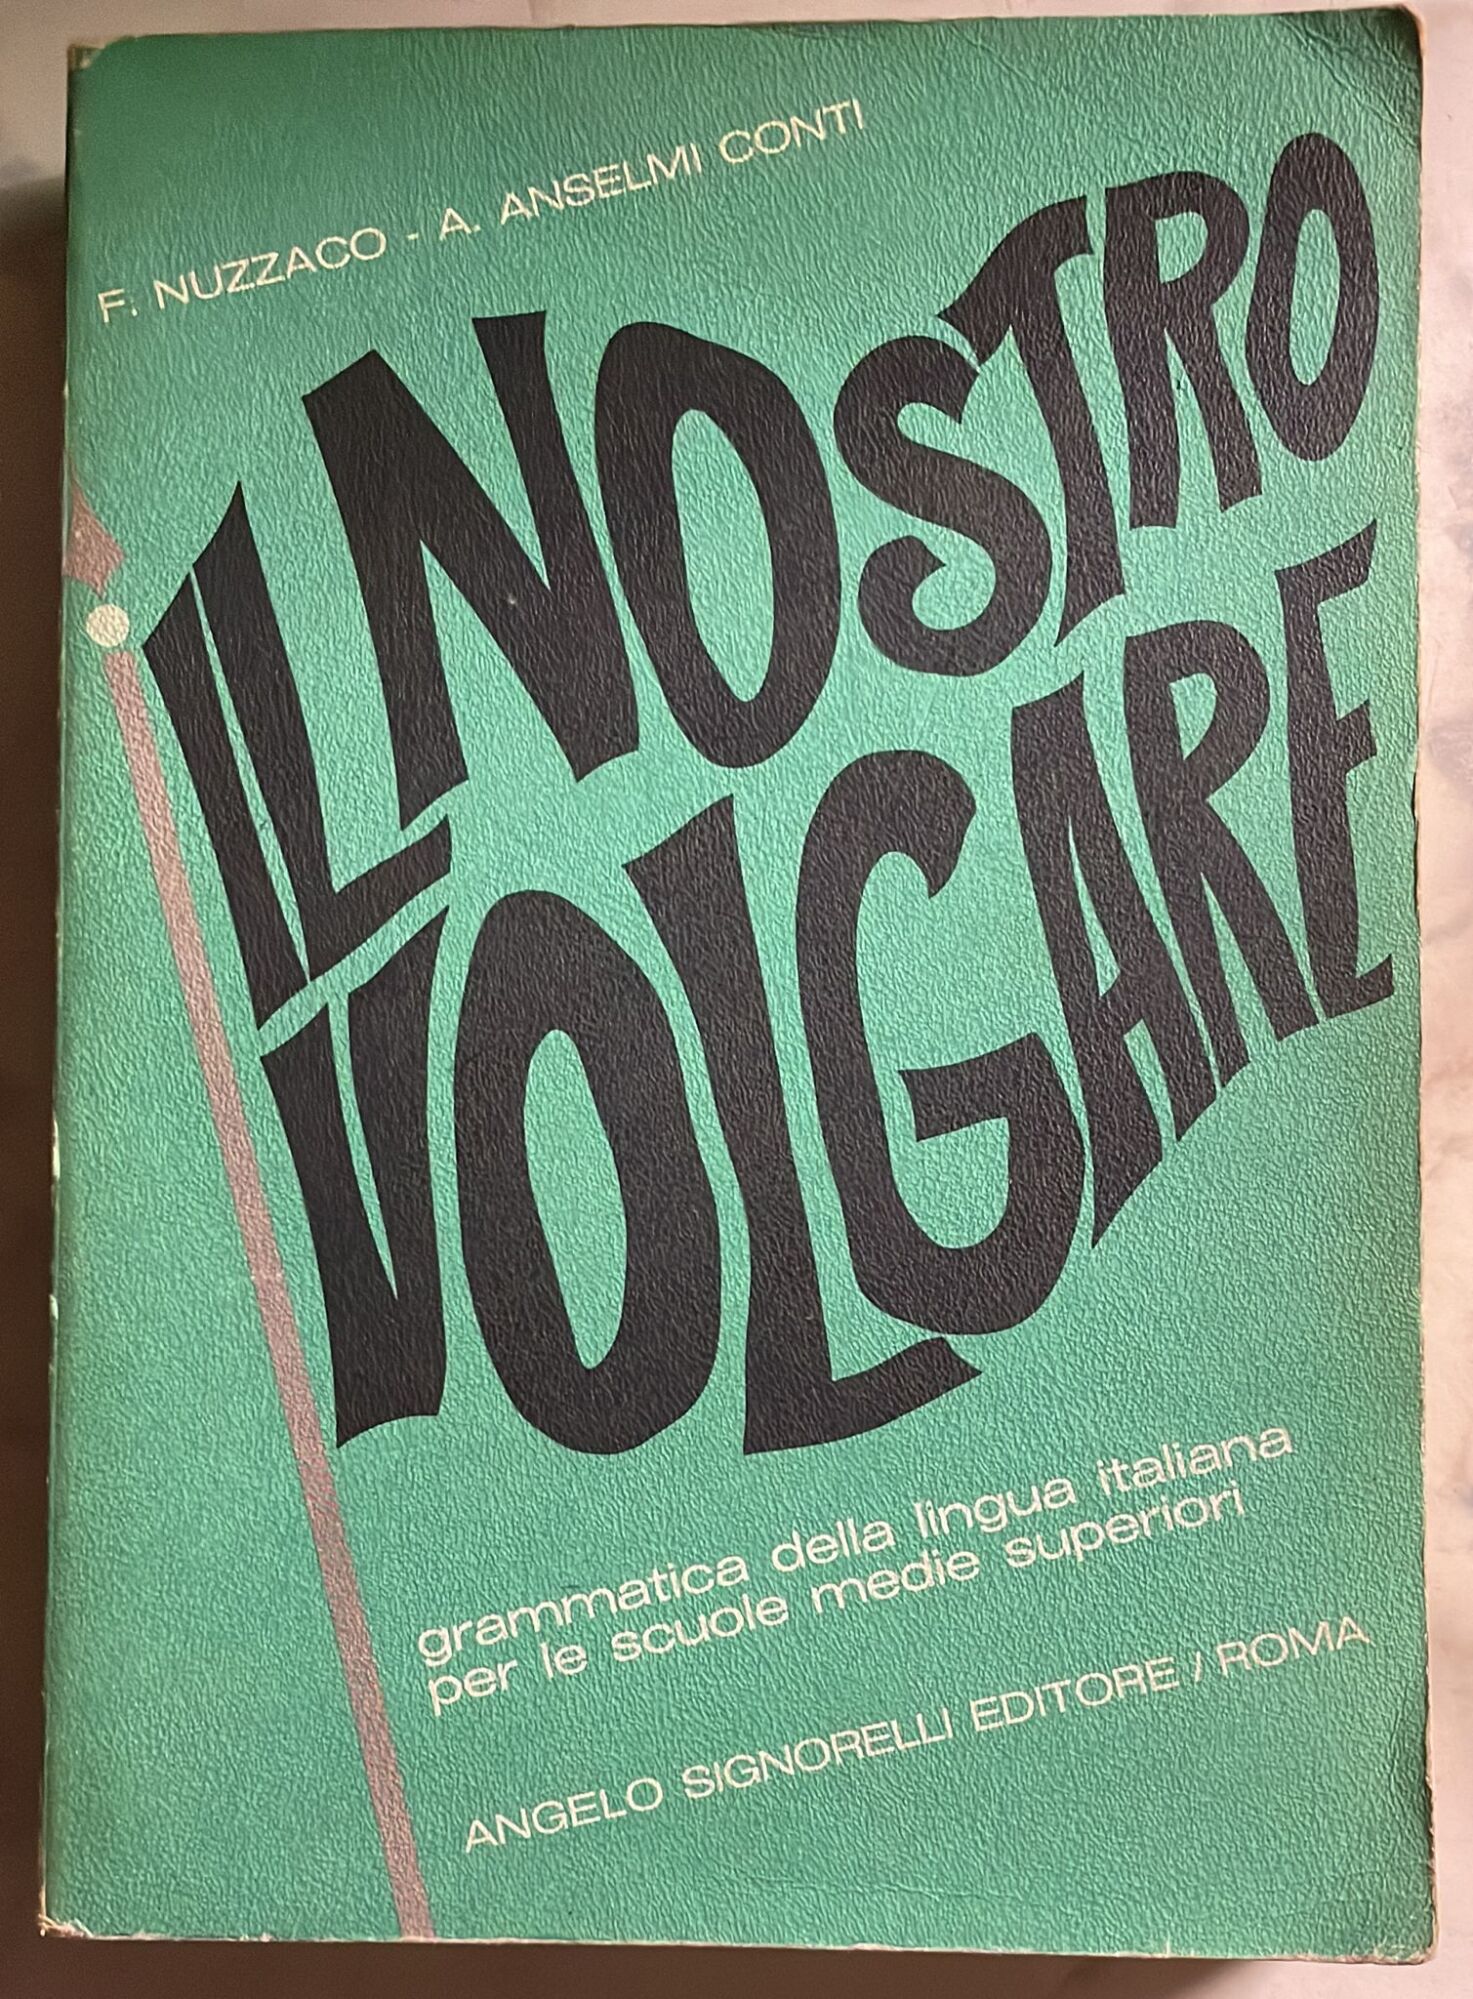 F. NUZZACO - A. ANSELMI CONTI
IL NOSTRO
VOLGARE
grammatica della lingua italiana
per le scuole medie superiori
ANGELO SIGNORELLI EDITORE / ROMA